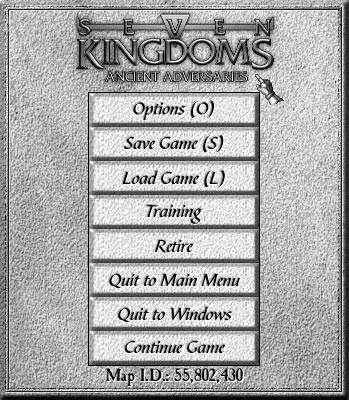 SEVEN
KINGDOMS
ANCIENT ADVERSARIES
Options (O)
Save Game (S)
Load Game (L)
Training
Retire
Quit to Main Menu
Quit to Windows
Continue Game
Map I.D.: 55,802,430